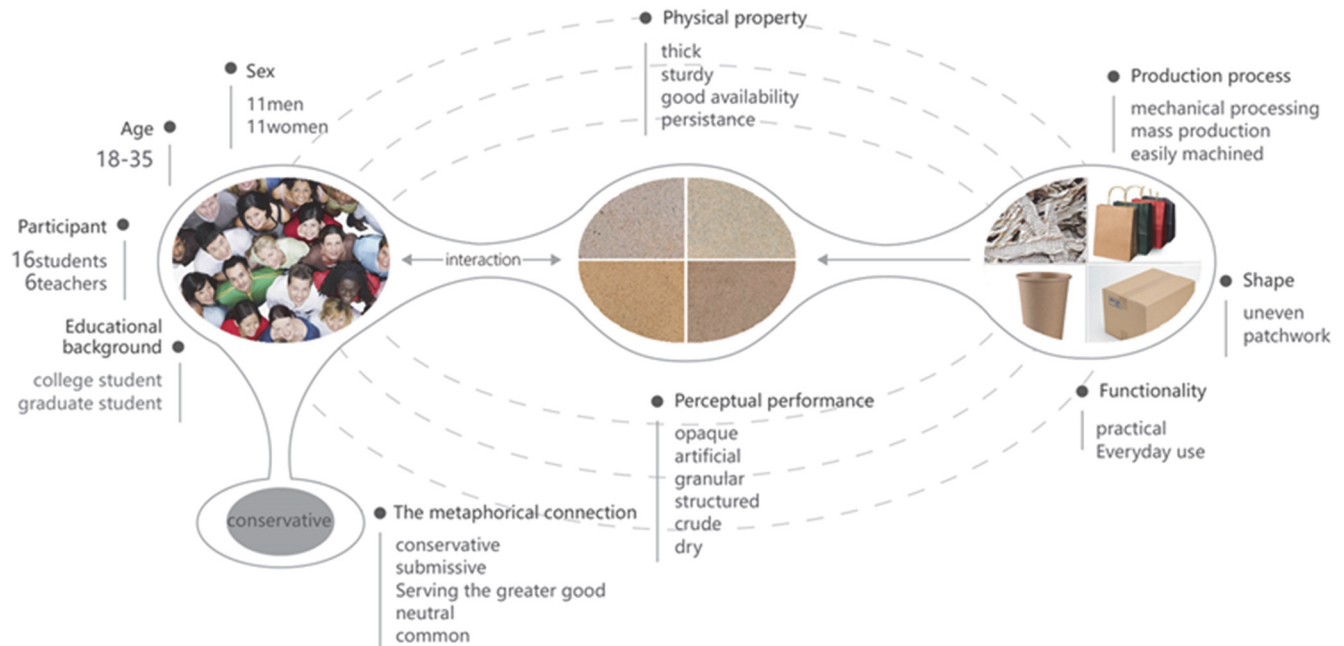 Physical property
thick
sturdy
good availability
persistance
Sex
11men
11women
Production process
mechanical processing
mass production
easily machined
Age
18-35
Participant
16students
6teachers
interaction
Shape
uneven
patchwork
Educational
background
college student
graduate student
Perceptual performance
opaque
artificial
granular
structured
crude
dry
Functionality
practical
Everyday use
conservative
The metaphorical connection
conservative
submissive
Serving the greater good
neutral
common